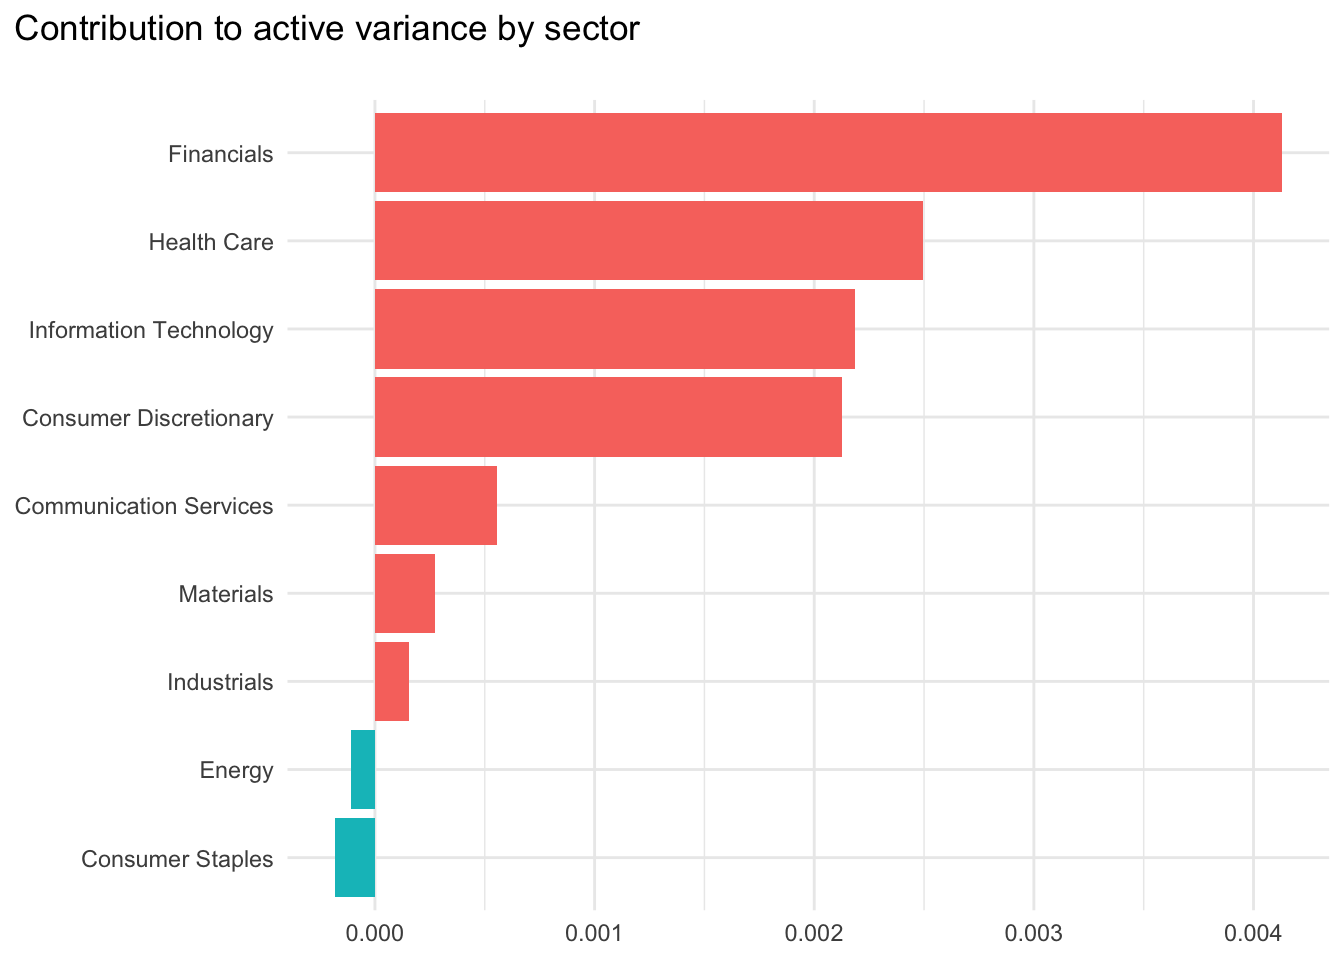 Contribution to active variance by sector
Financials
Health Care
Information Technology
Consumer Discretionary
Communication Services
Materials
Industrials
Energy
Consumer Staples
0.000 0.001 0.002 0.003 0.004